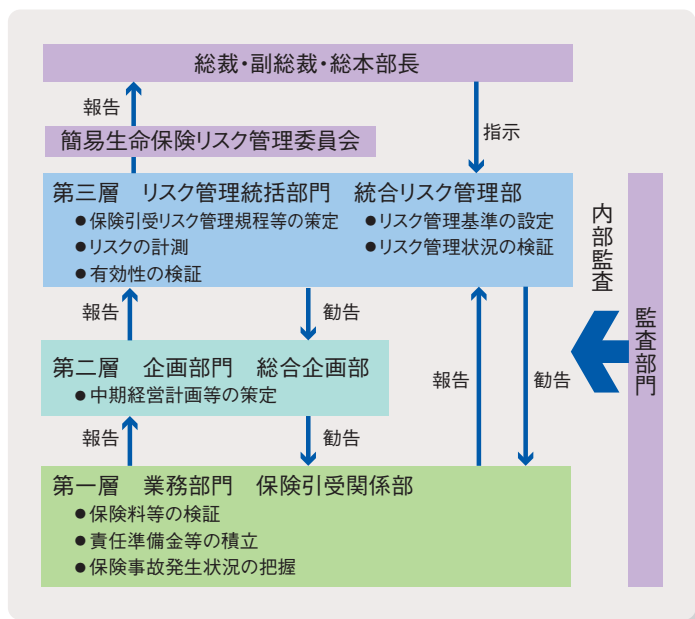 総裁・副総裁・総本部長
報告
指示
簡易生命保険リスク管理委員会
第三層 リスク管理統括部門 統合リスク管理部
●保険引受リスク管理規程等の策定 ●リスク管理基準の設定
●リスクの計測 ●リスク管理状況の検証
●有効性の検証
内部監査
監査部門
報告
勧告
第二層 企画部門 総合企画部
●中期経営計画等の策定
報告
勧告
報告
勧告
第一層 業務部門 保険引受関係部
●保険料等の検証
●責任準備金等の積立
●保険事故発生状況の把握